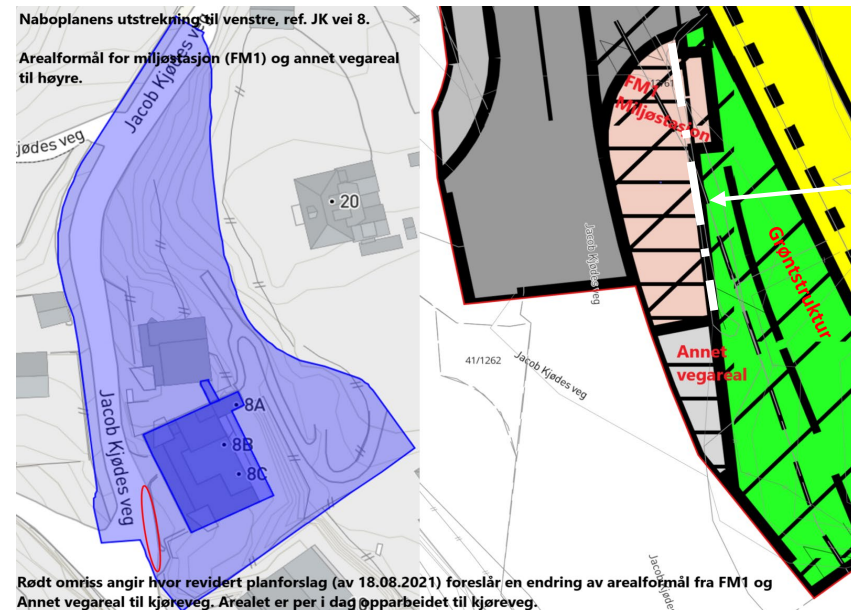 Naboplanens utstrekning til venstre, ref. JK vei 8.
Arealformål for miljøstasjon (FM1) og annet vegareal
til høyre.
Jacob Kjødes veg
jødes veg
20
8A
8B
8C
Jacob Kjødes veg
FM1
Miljøstasjon
Jacob Kjødes veg
Grøntstruktur
Annet
vegareal
41/1262
Jacob Kjødes veg
Rødt omriss angir hvor revidert planforslag (av 18.08.2021) foreslår en endring av arealformål fra FM1 og
Annet vegareal til kjøreveg. Arealet er per i dag opparbeidet til kjøreveg.